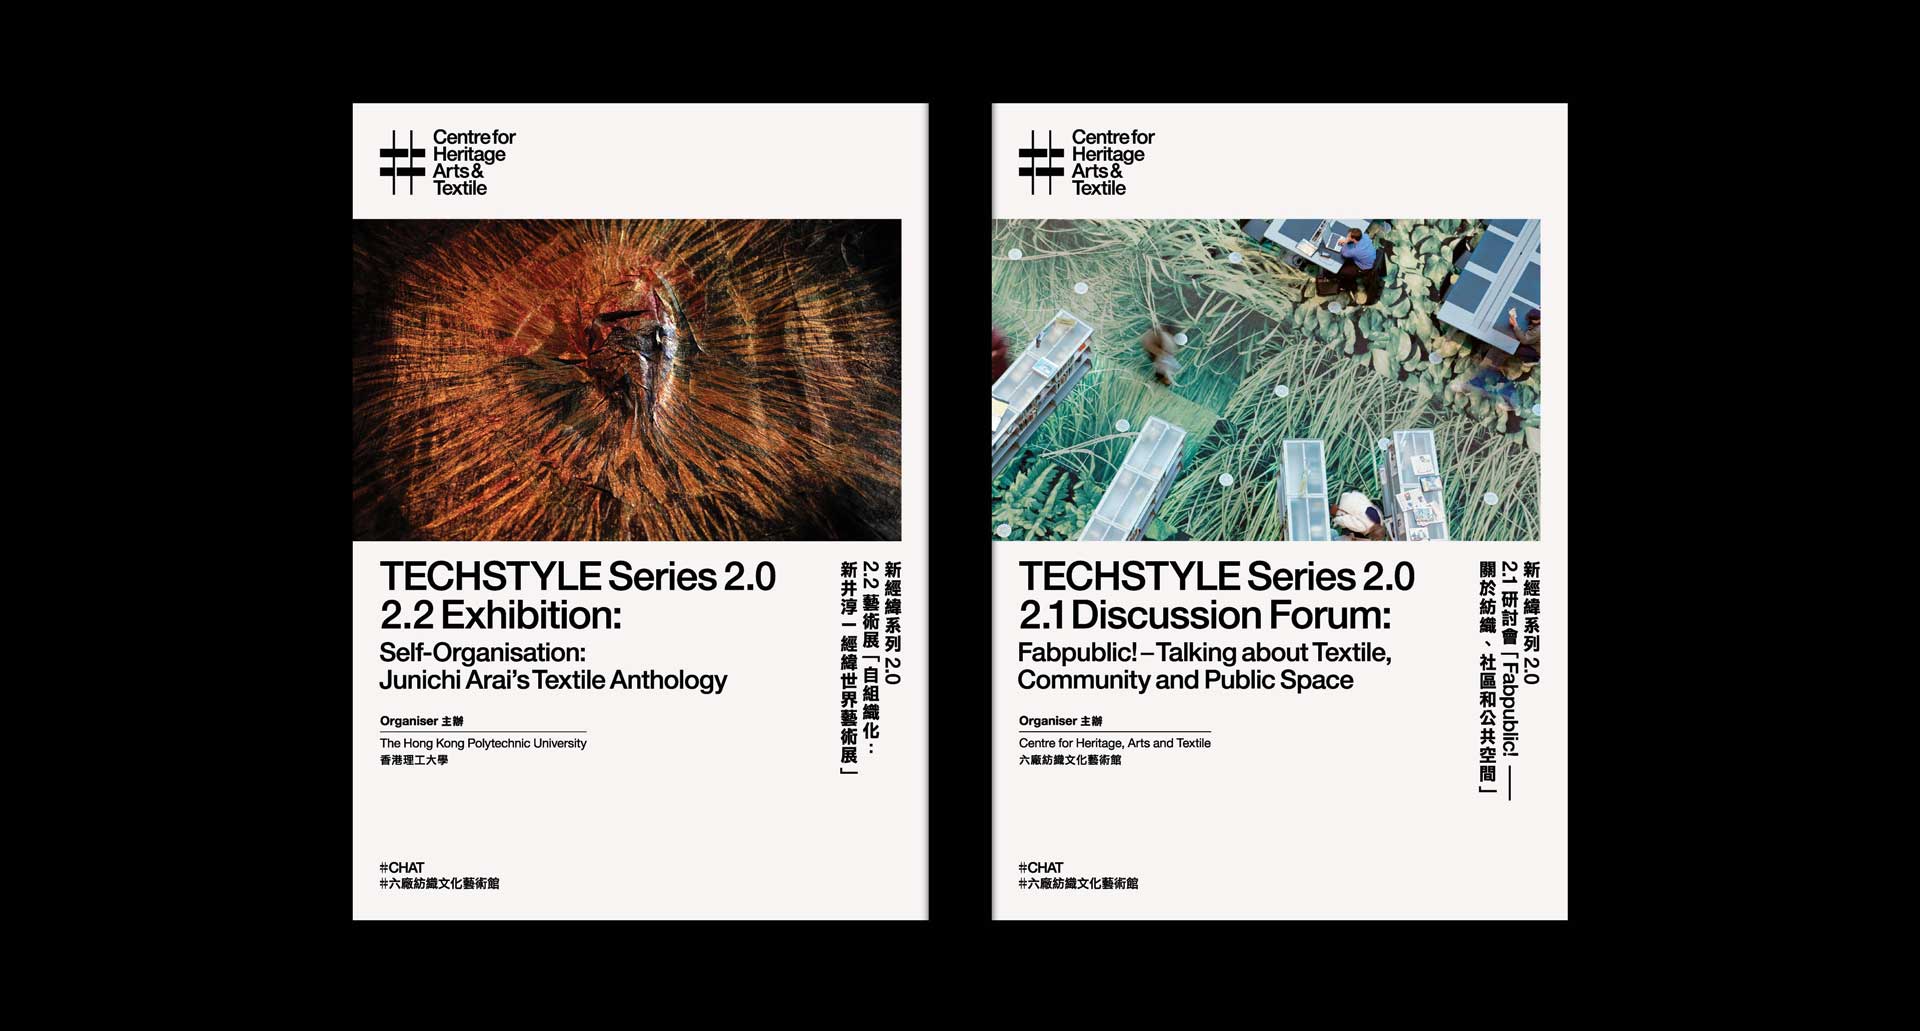 Centre for
Heritage
Arts &
Textile
TECHSTYLE Series 2.0
2.2 Exhibition:
Self-Organisation:
Junichi Arai's Textile Anthology
新經緯系列 2.0
2.2 藝術展「自組織化：
新井淳一經緯世界藝術展」
Organiser 主辦
The Hong Kong Polytechnic University
香港理工大學
#CHAT
#六廠紡織文化藝術館
Centre for
Heritage
Arts &
Textile
TECHSTYLE Series 2.0
2.1 Discussion Forum:
Fabpublic! – Talking about Textile,
Community and Public Space
新經緯系列 2.0
2.1 研討會「Fabpublic! ——
關於紡織、社區和公共空間」
Organiser 主辦
Centre for Heritage, Arts and Textile
六廠紡織文化藝術館
#CHAT
#六廠紡織文化藝術館